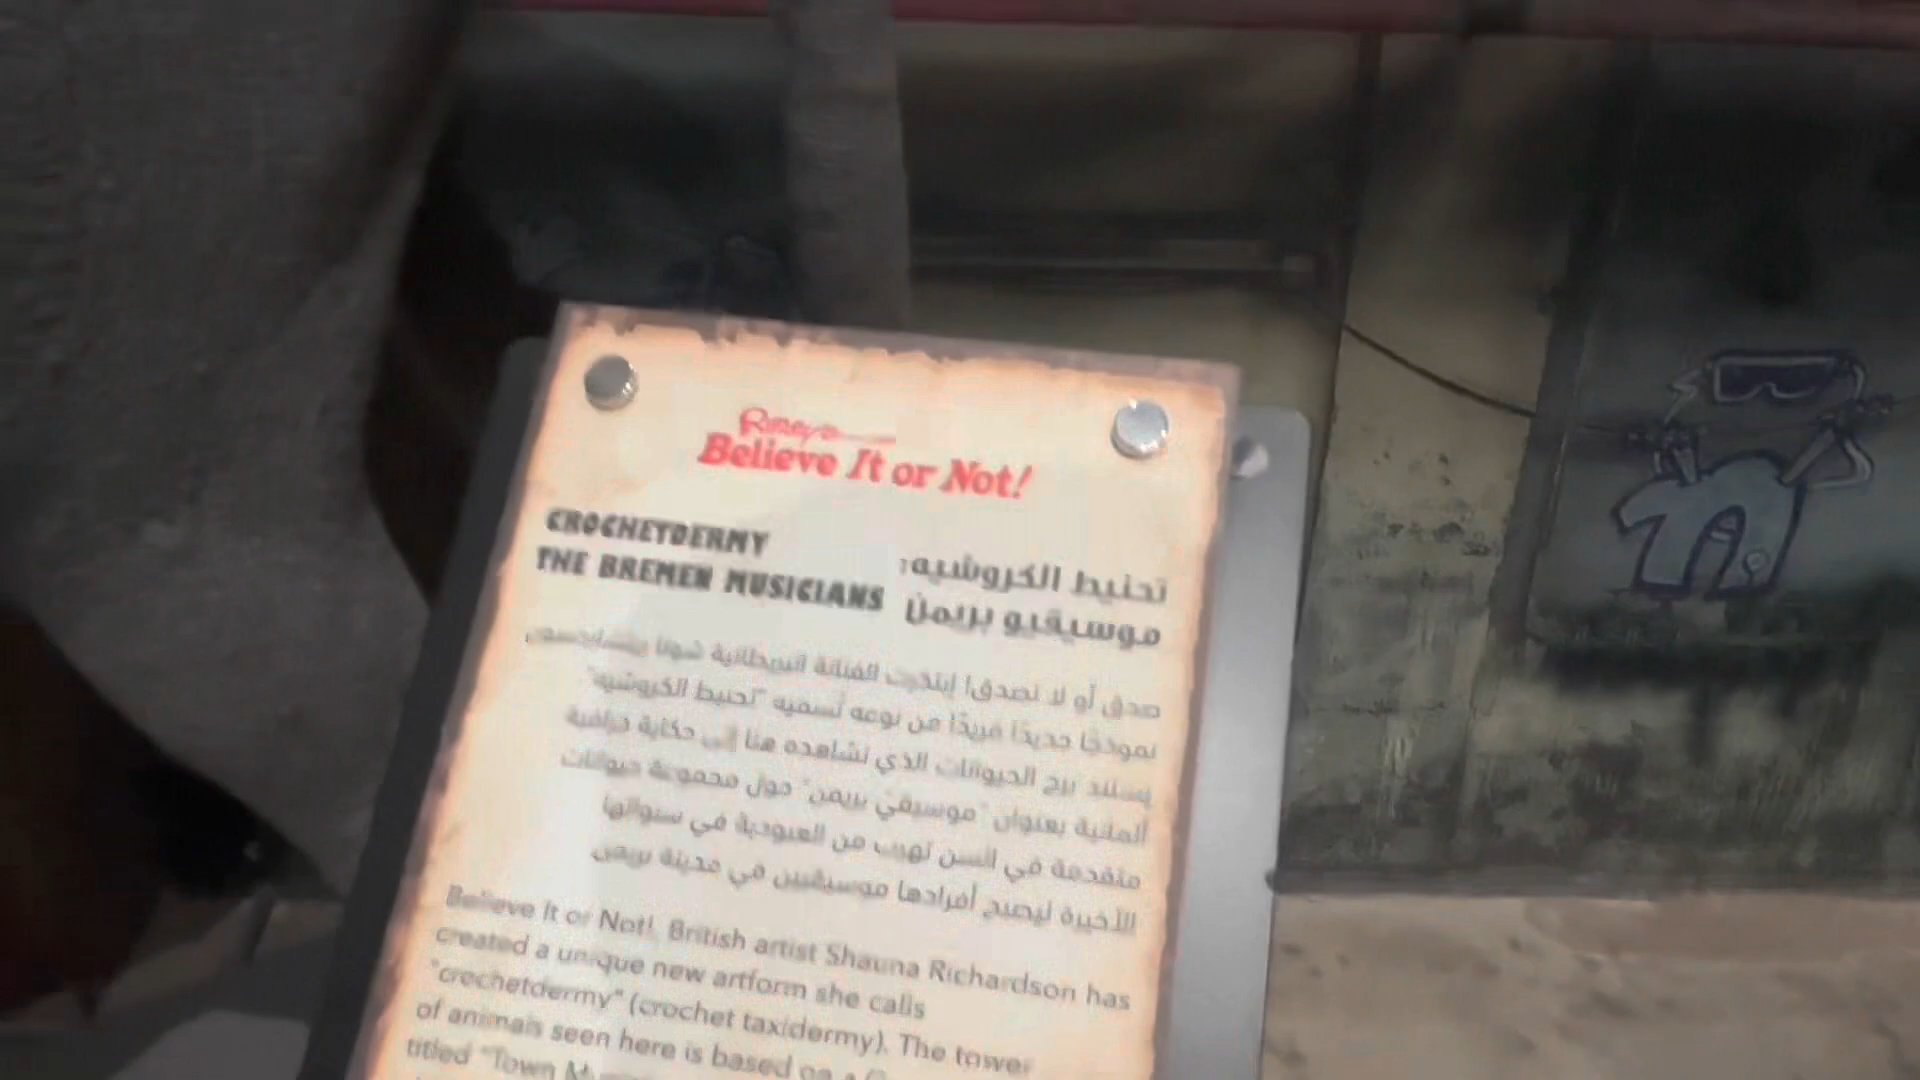 Ripley's
Believe It or Not!
CROCHETDERMY
THE BREMEN MUSICIANS
تحنيط الكروشيه:
موسيقيو بريمن
صدق أو لا تصدق! ابتكرت الفنانة البريطانية شونا ريتشاردسون
نموذجًا جديدًا فريدًا من نوعه تُسميه "تحنيط الكروشيه"
يستند برج الحيوانات الذي نشاهده هنا إلى حكاية خرافية
ألمانية بعنوان "موسيقيّ بريمن" حول مجموعة حيوانات
متقدمة في السن تهرب من العبودية في سنواتها
الأخيرة ليصبح أفرادها موسيقيين في مدينة بريمن
Believe It or Not! British artist Shauna Richardson has
created a unique new artform she calls
"crochetdermy" (crochet taxidermy). The tower
of animals seen here is based on a
titled "Town